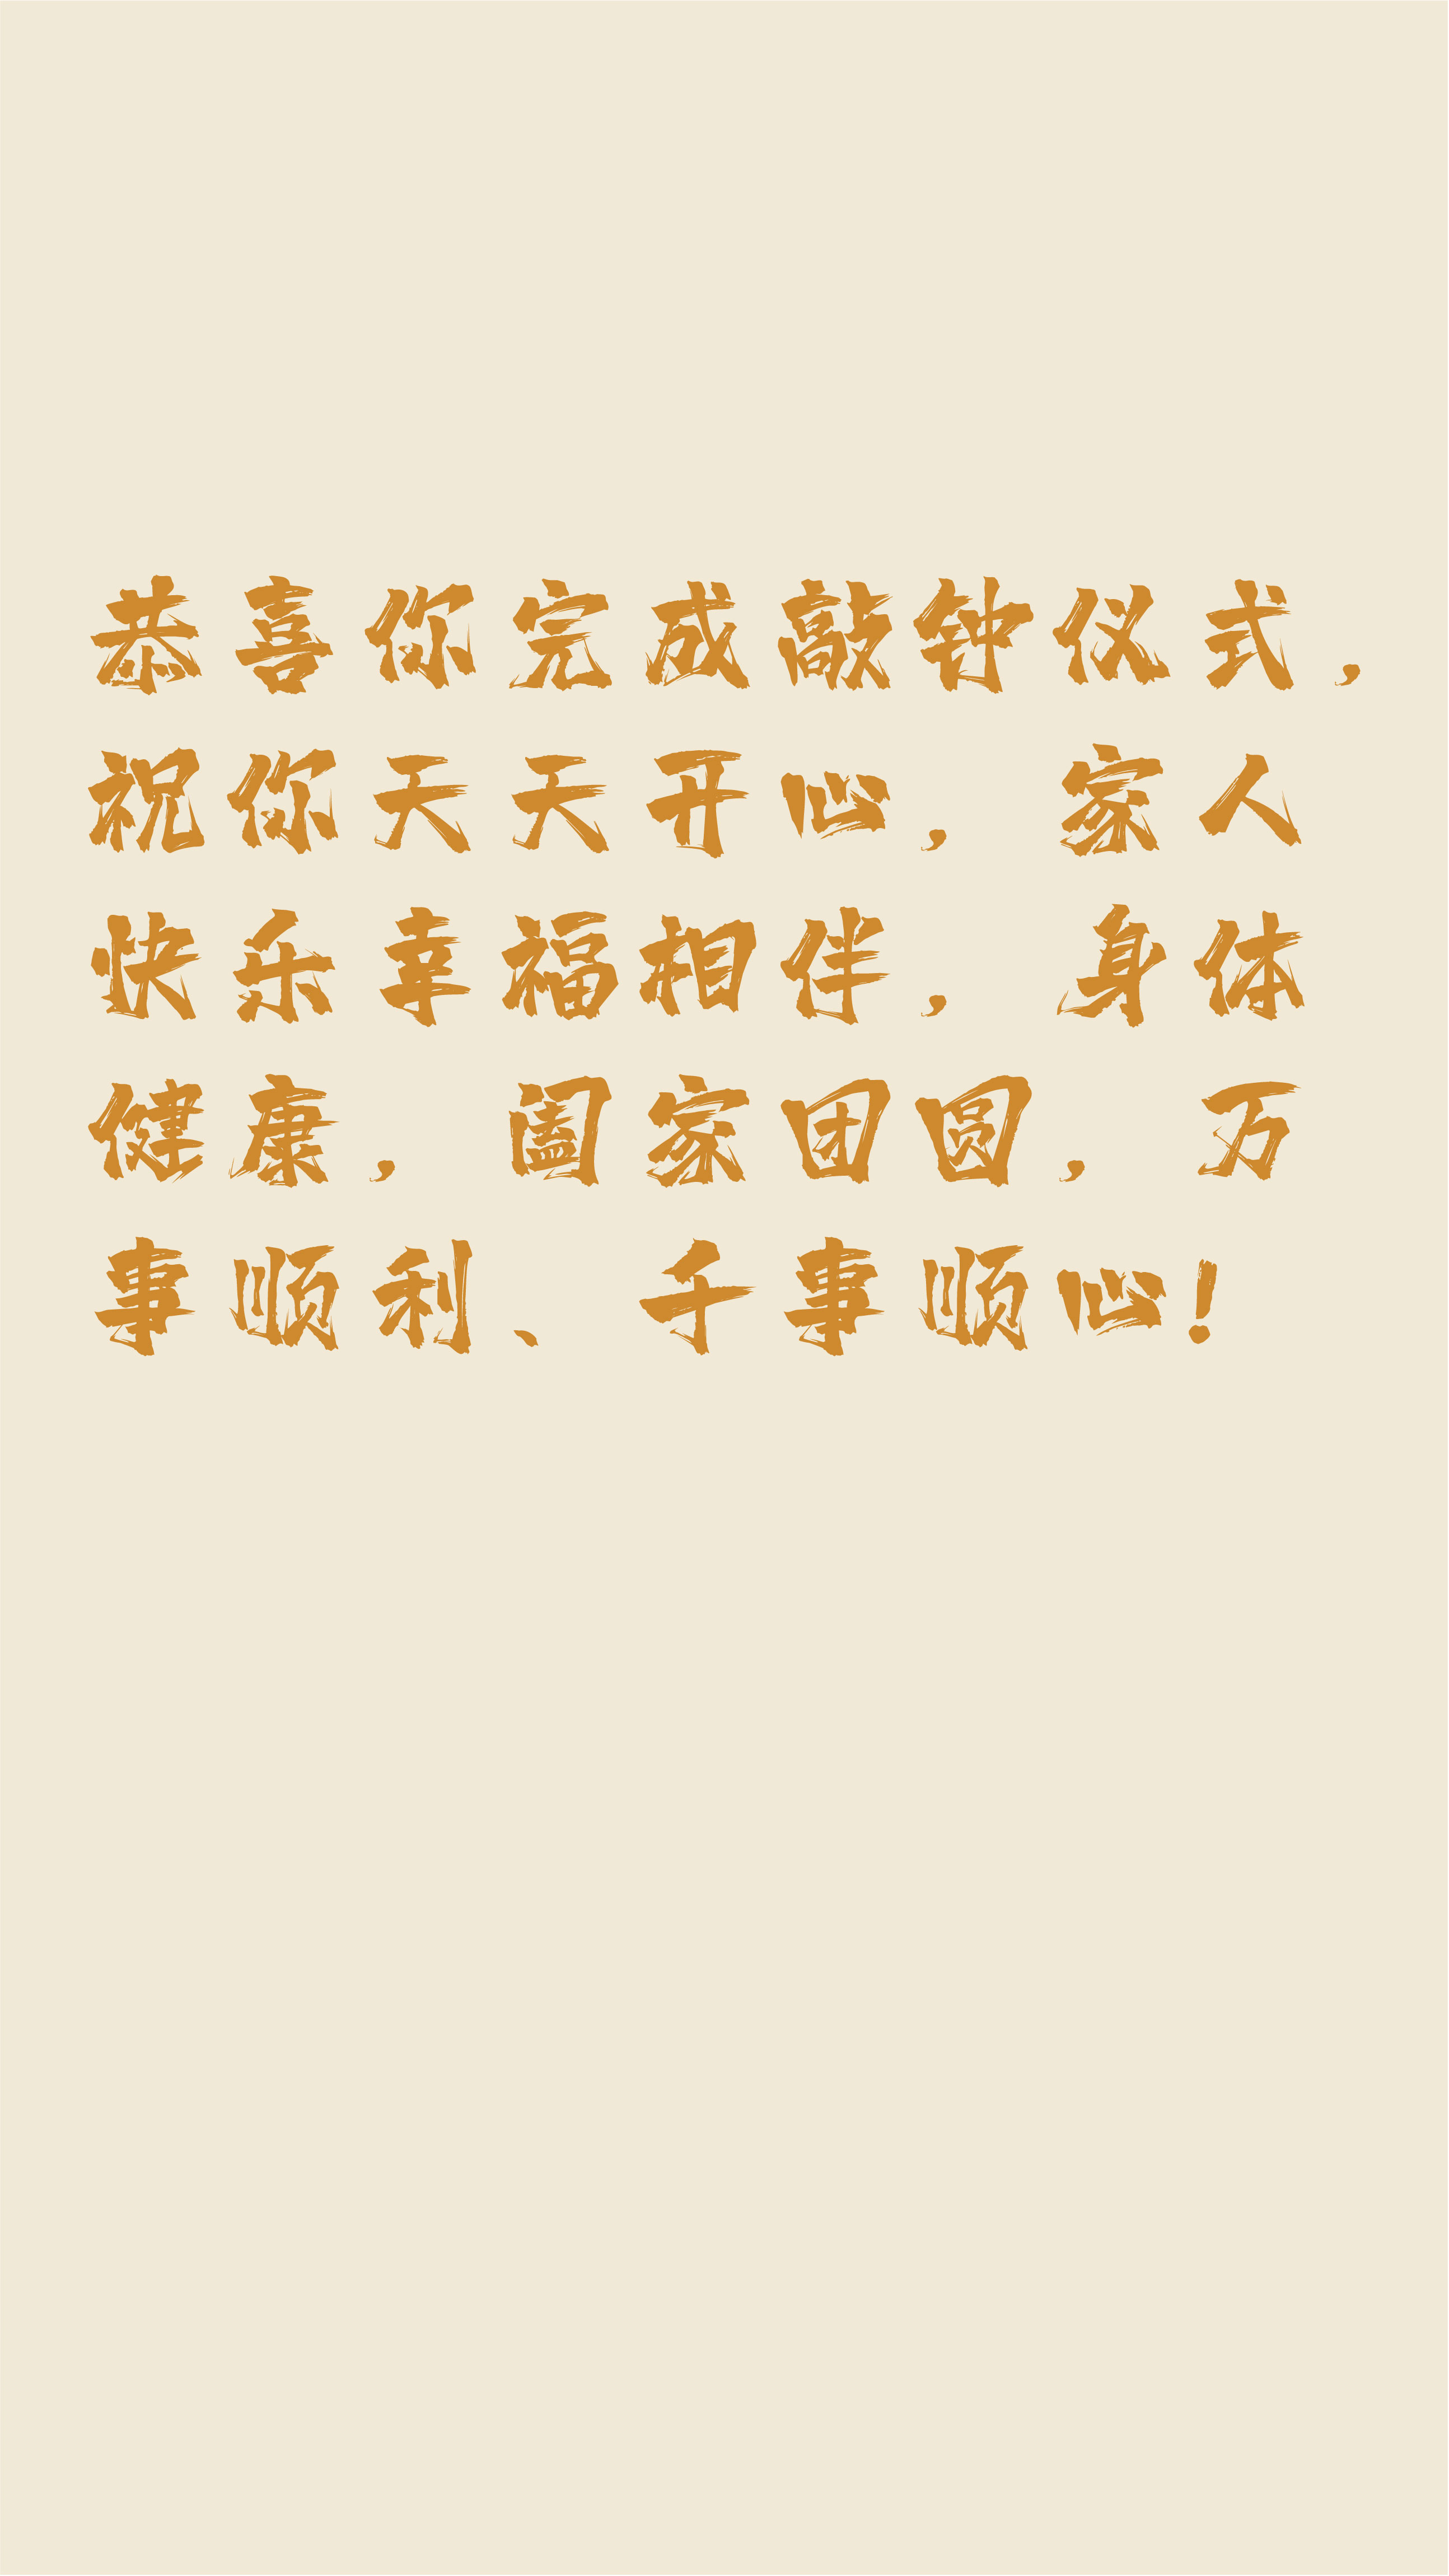 恭喜你完成敲钟仪式，
祝你天天开心，家人
快乐幸福相伴，身体
健康，阖家团圆，万
事顺利、千事顺心！